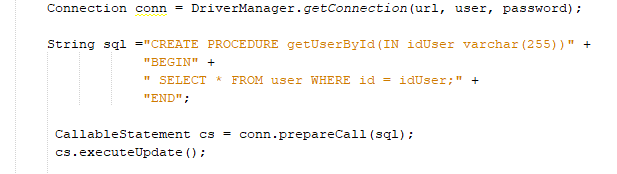 Connection conn = DriverManager.getConnection(url, user, password);
String sql ="CREATE PROCEDURE getUserById(IN idUser varchar(255))" +
"BEGIN" +
" SELECT * FROM user WHERE id = idUser;" +
"END";
CallableStatement cs = conn.prepareCall(sql);
cs.executeUpdate();